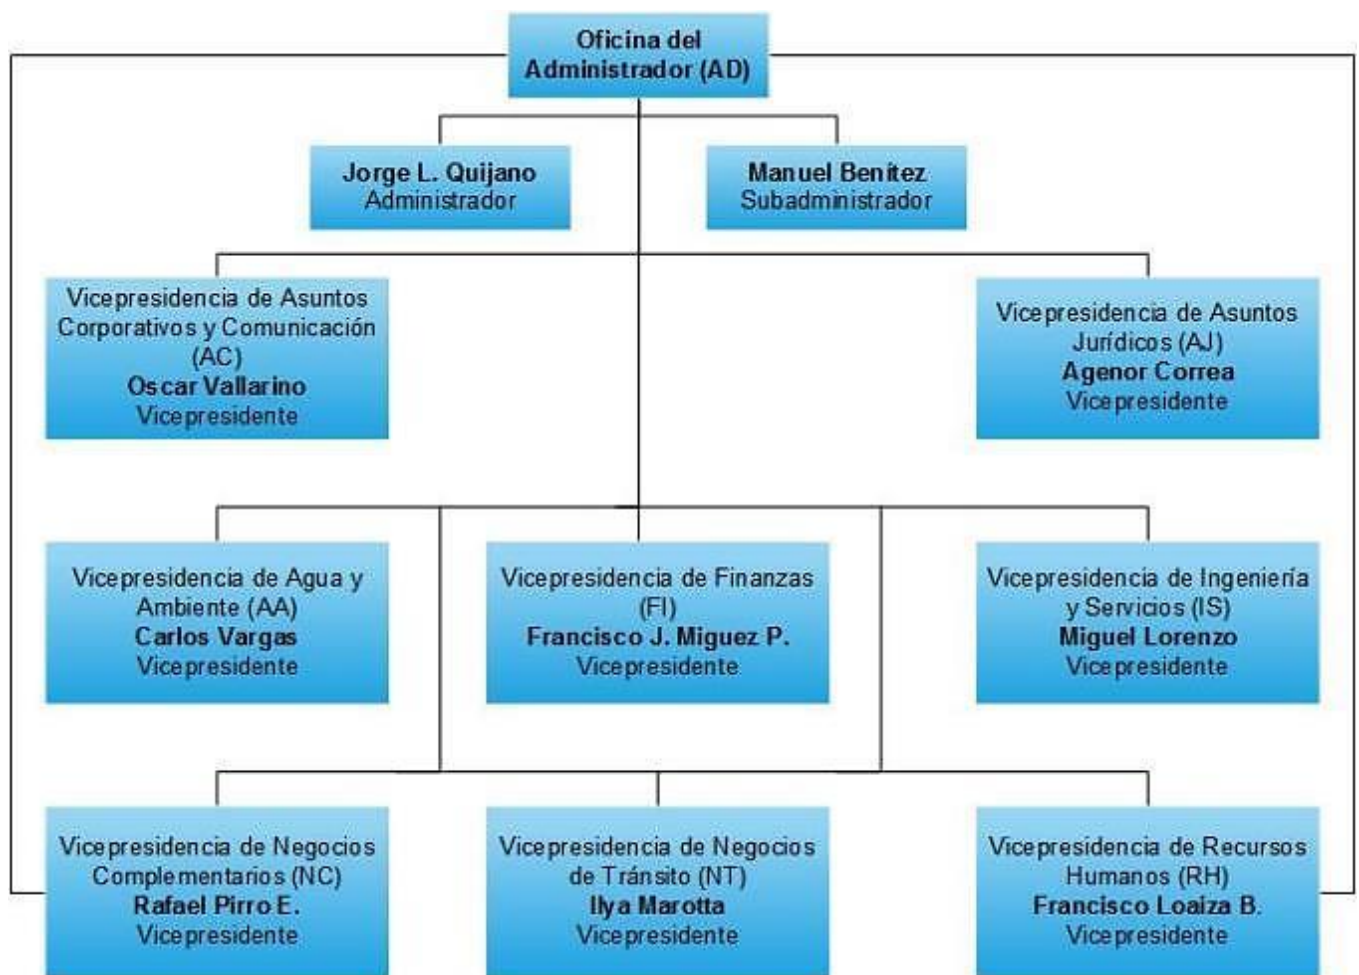 Oficina del
Administrador (AD)
Jorge L. Quijano
Administrador
Manuel Benítez
Subadministrador
Vicepresidencia de Asuntos
Corporativos y Comunicación
(AC)
Oscar Vallarino
Vicepresidente
Vicepresidencia de Asuntos
Jurídicos (AJ)
Agenor Correa
Vicepresidente
Vicepresidencia de Agua y
Ambiente (AA)
Carlos Vargas
Vicepresidente
Vicepresidencia de Finanzas
(FI)
Francisco J. Miguez P.
Vicepresidente
Vicepresidencia de Ingeniería
y Servicios (IS)
Miguel Lorenzo
Vicepresidente
Vicepresidencia de Negocios
Complementarios (NC)
Rafael Pirro E.
Vicepresidente
Vicepresidencia de Negocios
de Tránsito (NT)
Ilya Marotta
Vicepresidente
Vicepresidencia de Recursos
Humanos (RH)
Francisco Loaiza B.
Vicepresidente